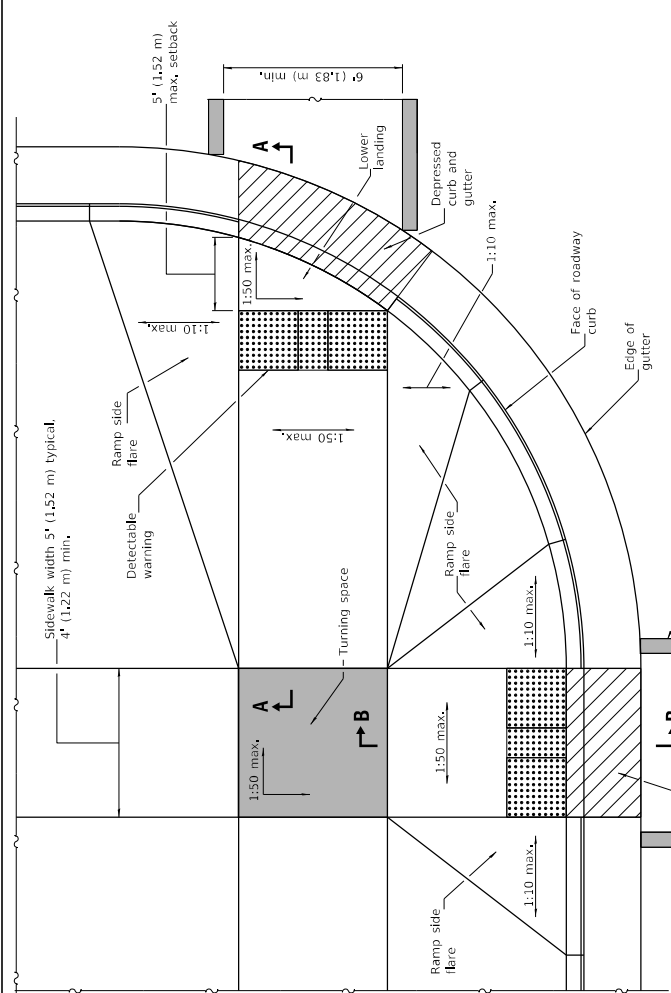 Sidewalk width 5' (1.52 m) typical.
4' (1.22 m) min.
5' (1.52 m)
max. setback
6' (1.83 m) min.
Ramp side
flare
1:10 max.
Detectable
warning
1:50 max.
A
Lower
landing
Depressed
curb and
gutter
1:10 max.
1:50 max.
Face of roadway
curb
Edge of
gutter
Ramp side
flare
Turning space
1:50 max.
A
B
1:50 max.
1:10 max.
Ramp side
flare
1:10 max.